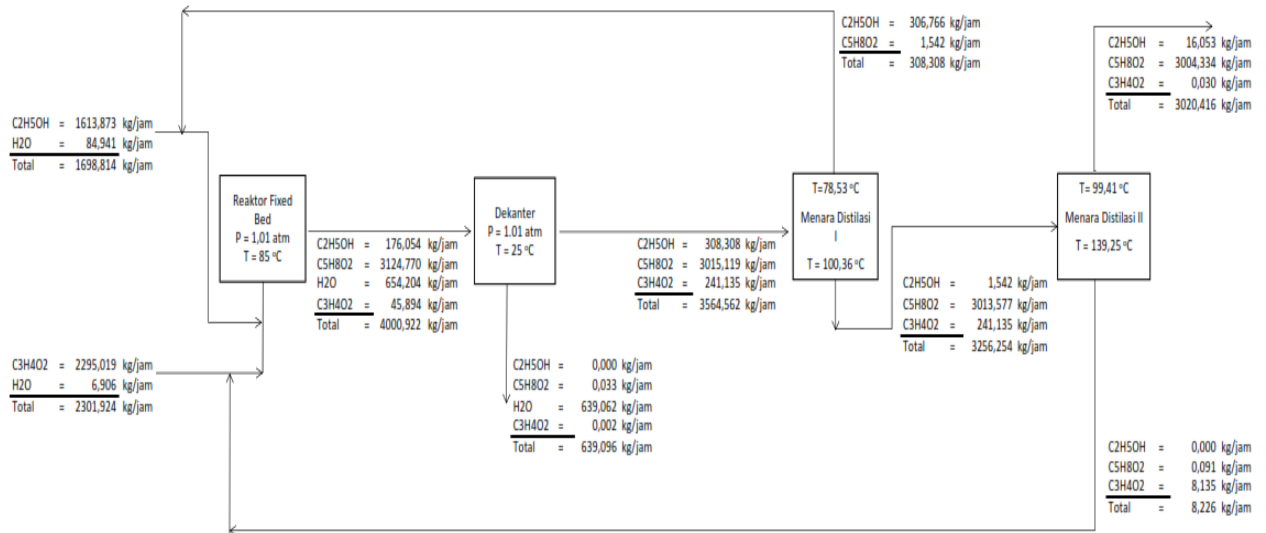 C2H5OH = 306,766 kg/jam
C5H8O2 = 1,542 kg/jam
Total = 308,308 kg/jam
C2H5OH = 16,053 kg/jam
C5H8O2 = 3004,334 kg/jam
C3H4O2 = 0,030 kg/jam
Total = 3020,416 kg/jam
C2H5OH = 1613,873 kg/jam
H2O = 84,941 kg/jam
Total = 1698,814 kg/jam
Reaktor Fixed
Bed
P = 1,01 atm
T = 85 °C
C2H5OH = 176,054 kg/jam
C5H8O2 = 3124,770 kg/jam
H2O = 654,204 kg/jam
C3H4O2 = 45,894 kg/jam
Total = 4000,922 kg/jam
Dekanter
P = 1.01 atm
T = 25 °C
C2H5OH = 308,308 kg/jam
C5H8O2 = 3015,119 kg/jam
C3H4O2 = 241,135 kg/jam
Total = 3564,562 kg/jam
T=78,53 °C
Menara Distilasi
I
T = 100,36 °C
C2H5OH = 1,542 kg/jam
C5H8O2 = 3013,577 kg/jam
C3H4O2 = 241,135 kg/jam
Total = 3256,254 kg/jam
T= 99,41 °C
Menara Distilasi II
T = 139,25 °C
C3H4O2 = 2295,019 kg/jam
H2O = 6,906 kg/jam
Total = 2301,924 kg/jam
C2H5OH = 0,000 kg/jam
C5H8O2 = 0,033 kg/jam
H2O = 639,062 kg/jam
C3H4O2 = 0,002 kg/jam
Total = 639,096 kg/jam
C2H5OH = 0,000 kg/jam
C5H8O2 = 0,091 kg/jam
C3H4O2 = 8,135 kg/jam
Total = 8,226 kg/jam